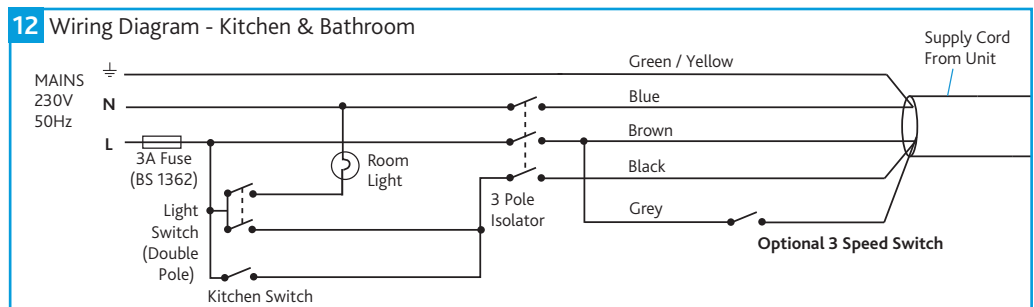 12 Wiring Diagram - Kitchen & Bathroom
Supply Cord
From Unit
MAINS
230V
50Hz
Green / Yellow
N
Blue
L
Brown
3A Fuse
(BS 1362)
Room
Light
Black
3 Pole
Isolator
Light
Switch
(Double
Pole)
Grey
Optional 3 Speed Switch
Kitchen Switch